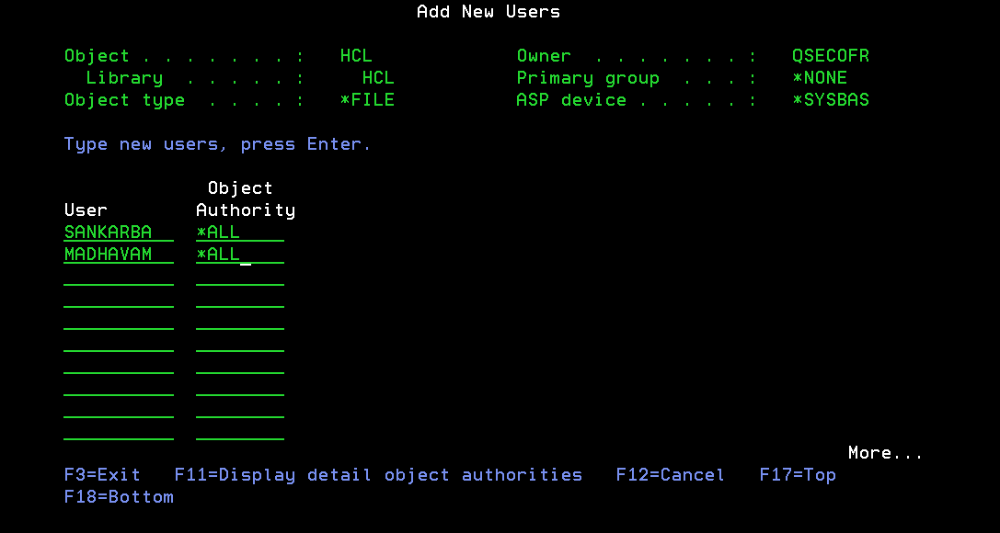 Add New Users
Object . . . . . . . :   HCL   Owner  . . . . . . . :   QSECOFR
Library  . . . . . :   HCL   Primary group  . . . :   *NONE
Object type  . . . . :   *FILE   ASP device . . . . . :   *SYSBAS
Type new users, press Enter.
Object
User   Authority
SANKARBA   *ALL
MADHAVAM   *ALL_
More...
F3=Exit   F11=Display detail object authorities   F12=Cancel   F17=Top
F18=Bottom